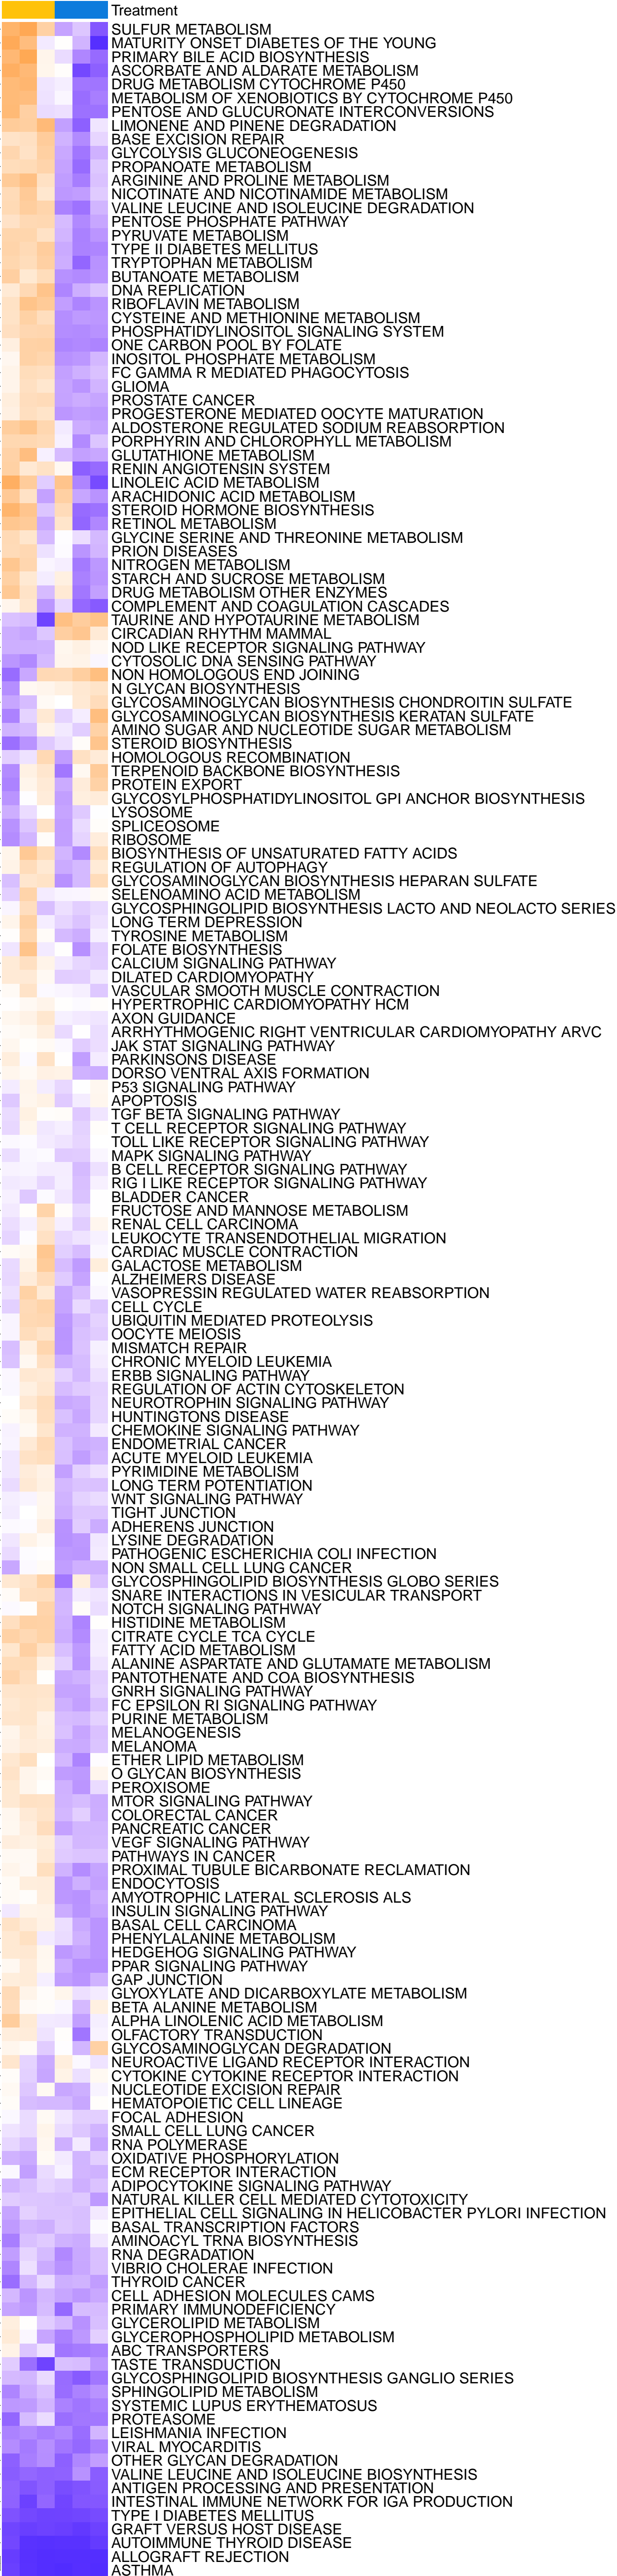 Treatment
SULFUR METABOLISM
MATURITY ONSET DIABETES OF THE YOUNG
PRIMARY BILE ACID BIOSYNTHESIS
ASCORBATE AND ALDARATE METABOLISM
DRUG METABOLISM CYTOCHROME P450
METABOLISM OF XENOBIOTICS BY CYTOCHROME P450
PENTOSE AND GLUCURONATE INTERCONVERSIONS
LIMONENE AND PINENE DEGRADATION
BASE EXCISION REPAIR
GLYCOLYSIS GLUCONEOGENESIS
PROPANOATE METABOLISM
ARGININE AND PROLINE METABOLISM
NICOTINATE AND NICOTINAMIDE METABOLISM
VALINE LEUCINE AND ISOLEUCINE DEGRADATION
PENTOSE PHOSPHATE PATHWAY
PYRUVATE METABOLISM
TYPE II DIABETES MELLITUS
TRYPTOPHAN METABOLISM
BUTANOATE METABOLISM
DNA REPLICATION
RIBOFLAVIN METABOLISM
CYSTEINE AND METHIONINE METABOLISM
PHOSPHATIDYLINOSITOL SIGNALING SYSTEM
ONE CARBON POOL BY FOLATE
INOSITOL PHOSPHATE METABOLISM
FC GAMMA R MEDIATED PHAGOCYTOSIS
GLIOMA
PROSTATE CANCER
PROGESTERONE MEDIATED OOCYTE MATURATION
ALDOSTERONE REGULATED SODIUM REABSORPTION
PORPHYRIN AND CHLOROPHYLL METABOLISM
GLUTATHIONE METABOLISM
RENIN ANGIOTENSIN SYSTEM
LINOLEIC ACID METABOLISM
ARACHIDONIC ACID METABOLISM
STEROID HORMONE BIOSYNTHESIS
RETINOL METABOLISM
GLYCINE SERINE AND THREONINE METABOLISM
PRION DISEASES
NITROGEN METABOLISM
STARCH AND SUCROSE METABOLISM
DRUG METABOLISM OTHER ENZYMES
COMPLEMENT AND COAGULATION CASCADES
TAURINE AND HYPOTAURINE METABOLISM
CIRCADIAN RHYTHM MAMMAL
NOD LIKE RECEPTOR SIGNALING PATHWAY
CYTOSOLIC DNA SENSING PATHWAY
NON HOMOLOGOUS END JOINING
N GLYCAN BIOSYNTHESIS
GLYCOSAMINOGLYCAN BIOSYNTHESIS CHONDROITIN SULFATE
GLYCOSAMINOGLYCAN BIOSYNTHESIS KERATAN SULFATE
AMINO SUGAR AND NUCLEOTIDE SUGAR METABOLISM
STEROID BIOSYNTHESIS
HOMOLOGOUS RECOMBINATION
TERPENOID BACKBONE BIOSYNTHESIS
PROTEIN EXPORT
GLYCOSYLPHOSPHATIDYLINOSITOL GPI ANCHOR BIOSYNTHESIS
LYSOSOME
SPLICEOSOME
RIBOSOME
BIOSYNTHESIS OF UNSATURATED FATTY ACIDS
REGULATION OF AUTOPHAGY
GLYCOSAMINOGLYCAN BIOSYNTHESIS HEPARAN SULFATE
SELENOAMINO ACID METABOLISM
GLYCOSPHINGOLIPID BIOSYNTHESIS LACTO AND NEOLACTO SERIES
LONG TERM DEPRESSION
TYROSINE METABOLISM
FOLATE BIOSYNTHESIS
CALCIUM SIGNALING PATHWAY
DILATED CARDIOMYOPATHY
VASCULAR SMOOTH MUSCLE CONTRACTION
HYPERTROPHIC CARDIOMYOPATHY HCM
AXON GUIDANCE
ARRHYTHMOGENIC RIGHT VENTRICULAR CARDIOMYOPATHY ARVC
JAK STAT SIGNALING PATHWAY
PARKINSONS DISEASE
DORSO VENTRAL AXIS FORMATION
P53 SIGNALING PATHWAY
APOPTOSIS
TGF BETA SIGNALING PATHWAY
T CELL RECEPTOR SIGNALING PATHWAY
TOLL LIKE RECEPTOR SIGNALING PATHWAY
MAPK SIGNALING PATHWAY
B CELL RECEPTOR SIGNALING PATHWAY
RIG I LIKE RECEPTOR SIGNALING PATHWAY
BLADDER CANCER
FRUCTOSE AND MANNOSE METABOLISM
RENAL CELL CARCINOMA
LEUKOCYTE TRANSENDOTHELIAL MIGRATION
CARDIAC MUSCLE CONTRACTION
GALACTOSE METABOLISM
ALZHEIMERS DISEASE
VASOPRESSIN REGULATED WATER REABSORPTION
CELL CYCLE
UBIQUITIN MEDIATED PROTEOLYSIS
OOCYTE MEIOSIS
MISMATCH REPAIR
CHRONIC MYELOID LEUKEMIA
ERBB SIGNALING PATHWAY
REGULATION OF ACTIN CYTOSKELETON
NEUROTROPHIN SIGNALING PATHWAY
HUNTINGTONS DISEASE
CHEMOKINE SIGNALING PATHWAY
ENDOMETRIAL CANCER
ACUTE MYELOID LEUKEMIA
PYRIMIDINE METABOLISM
LONG TERM POTENTIATION
WNT SIGNALING PATHWAY
TIGHT JUNCTION
ADHERENS JUNCTION
LYSINE DEGRADATION
PATHOGENIC ESCHERICHIA COLI INFECTION
NON SMALL CELL LUNG CANCER
GLYCOSPHINGOLIPID BIOSYNTHESIS GLOBO SERIES
SNARE INTERACTIONS IN VESICULAR TRANSPORT
NOTCH SIGNALING PATHWAY
HISTIDINE METABOLISM
CITRATE CYCLE TCA CYCLE
FATTY ACID METABOLISM
ALANINE ASPARTATE AND GLUTAMATE METABOLISM
PANTOTHENATE AND COA BIOSYNTHESIS
GNRH SIGNALING PATHWAY
FC EPSILON RI SIGNALING PATHWAY
PURINE METABOLISM
MELANOGENESIS
MELANOMA
ETHER LIPID METABOLISM
O GLYCAN BIOSYNTHESIS
PEROXISOME
MTOR SIGNALING PATHWAY
COLORECTAL CANCER
PANCREATIC CANCER
VEGF SIGNALING PATHWAY
PATHWAYS IN CANCER
PROXIMAL TUBULE BICARBONATE RECLAMATION
ENDOCYTOSIS
AMYOTROPHIC LATERAL SCLEROSIS ALS
INSULIN SIGNALING PATHWAY
BASAL CELL CARCINOMA
PHENYLALANINE METABOLISM
HEDGEHOG SIGNALING PATHWAY
PPAR SIGNALING PATHWAY
GAP JUNCTION
GLYOXYLATE AND DICARBOXYLATE METABOLISM
BETA ALANINE METABOLISM
ALPHA LINOLENIC ACID METABOLISM
OLFACTORY TRANSDUCTION
GLYCOSAMINOGLYCAN DEGRADATION
NEUROACTIVE LIGAND RECEPTOR INTERACTION
CYTOKINE CYTOKINE RECEPTOR INTERACTION
NUCLEOTIDE EXCISION REPAIR
HEMATOPOIETIC CELL LINEAGE
FOCAL ADHESION
SMALL CELL LUNG CANCER
RNA POLYMERASE
OXIDATIVE PHOSPHORYLATION
ECM RECEPTOR INTERACTION
ADIPOCYTOKINE SIGNALING PATHWAY
NATURAL KILLER CELL MEDIATED CYTOTOXICITY
EPITHELIAL CELL SIGNALING IN HELICOBACTER PYLORI INFECTION
BASAL TRANSCRIPTION FACTORS
AMINOACYL TRNA BIOSYNTHESIS
RNA DEGRADATION
VIBRIO CHOLERAE INFECTION
THYROID CANCER
CELL ADHESION MOLECULES CAMS
PRIMARY IMMUNODEFICIENCY
GLYCEROLIPID METABOLISM
GLYCEROPHOSPHOLIPID METABOLISM
ABC TRANSPORTERS
TASTE TRANSDUCTION
GLYCOSPHINGOLIPID BIOSYNTHESIS GANGLIO SERIES
SPHINGOLIPID METABOLISM
SYSTEMIC LUPUS ERYTHEMATOSUS
PROTEASOME
LEISHMANIA INFECTION
VIRAL MYOCARDITIS
OTHER GLYCAN DEGRADATION
VALINE LEUCINE AND ISOLEUCINE BIOSYNTHESIS
ANTIGEN PROCESSING AND PRESENTATION
INTESTINAL IMMUNE NETWORK FOR IGA PRODUCTION
TYPE I DIABETES MELLITUS
GRAFT VERSUS HOST DISEASE
AUTOIMMUNE THYROID DISEASE
ALLOGRAFT REJECTION
ASTHMA